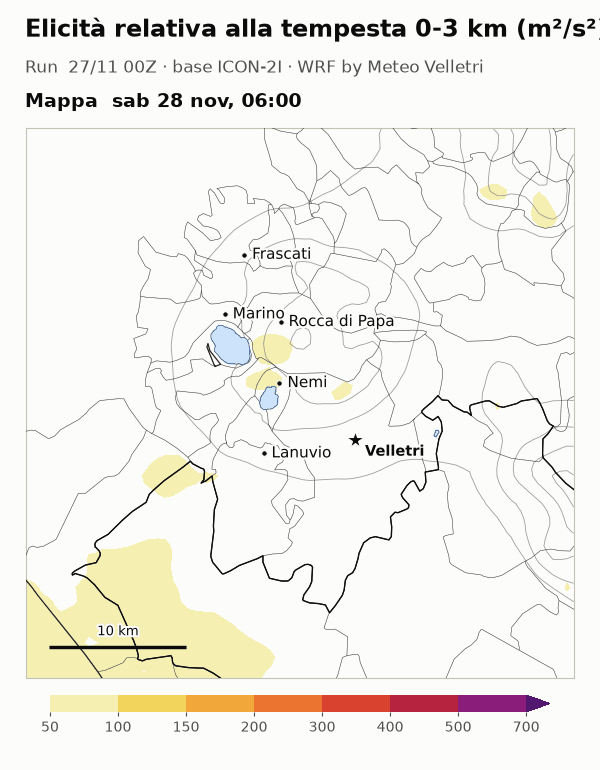 Elicità relativa alla tempesta 0-3 km (m²/s²)
Run 27/11 00Z · base ICON-2I · WRF by Meteo Velletri
Mappa sab 28 nov, 06:00
Frascati
Marino
Rocca di Papa
Nemi
Velletri
Lanuvio
10 km
50 100 150 200 300 400 500 700